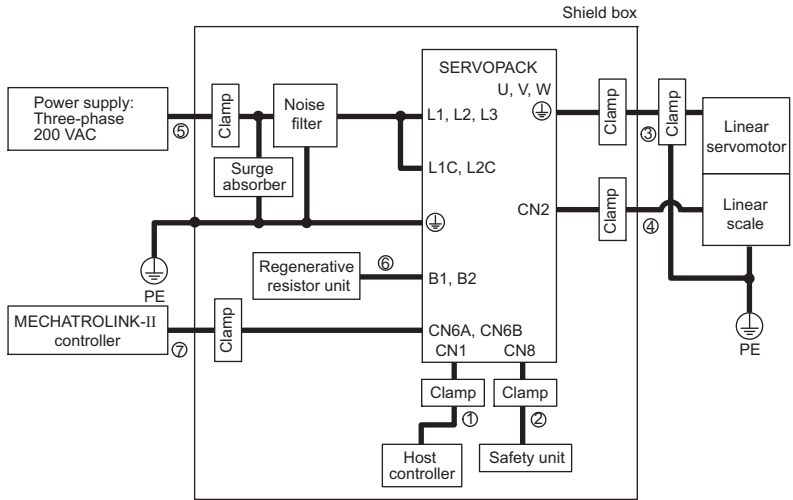 Shield box
SERVOPACK
U, V, W
Power supply:
Three-phase
200 VAC
⑤
Clamp
Noise
filter
L1, L2, L3
Clamp
③
Clamp
Linear
servomotor
Surge
absorber
L1C, L2C
CN2
Clamp
④
Linear
scale
PE
Regenerative
resistor unit
⑥
B1, B2
MECHATROLINK-II
controller
⑦
Clamp
CN6A, CN6B
CN1
CN8
PE
Clamp
Clamp
①
②
Host
controller
Safety unit